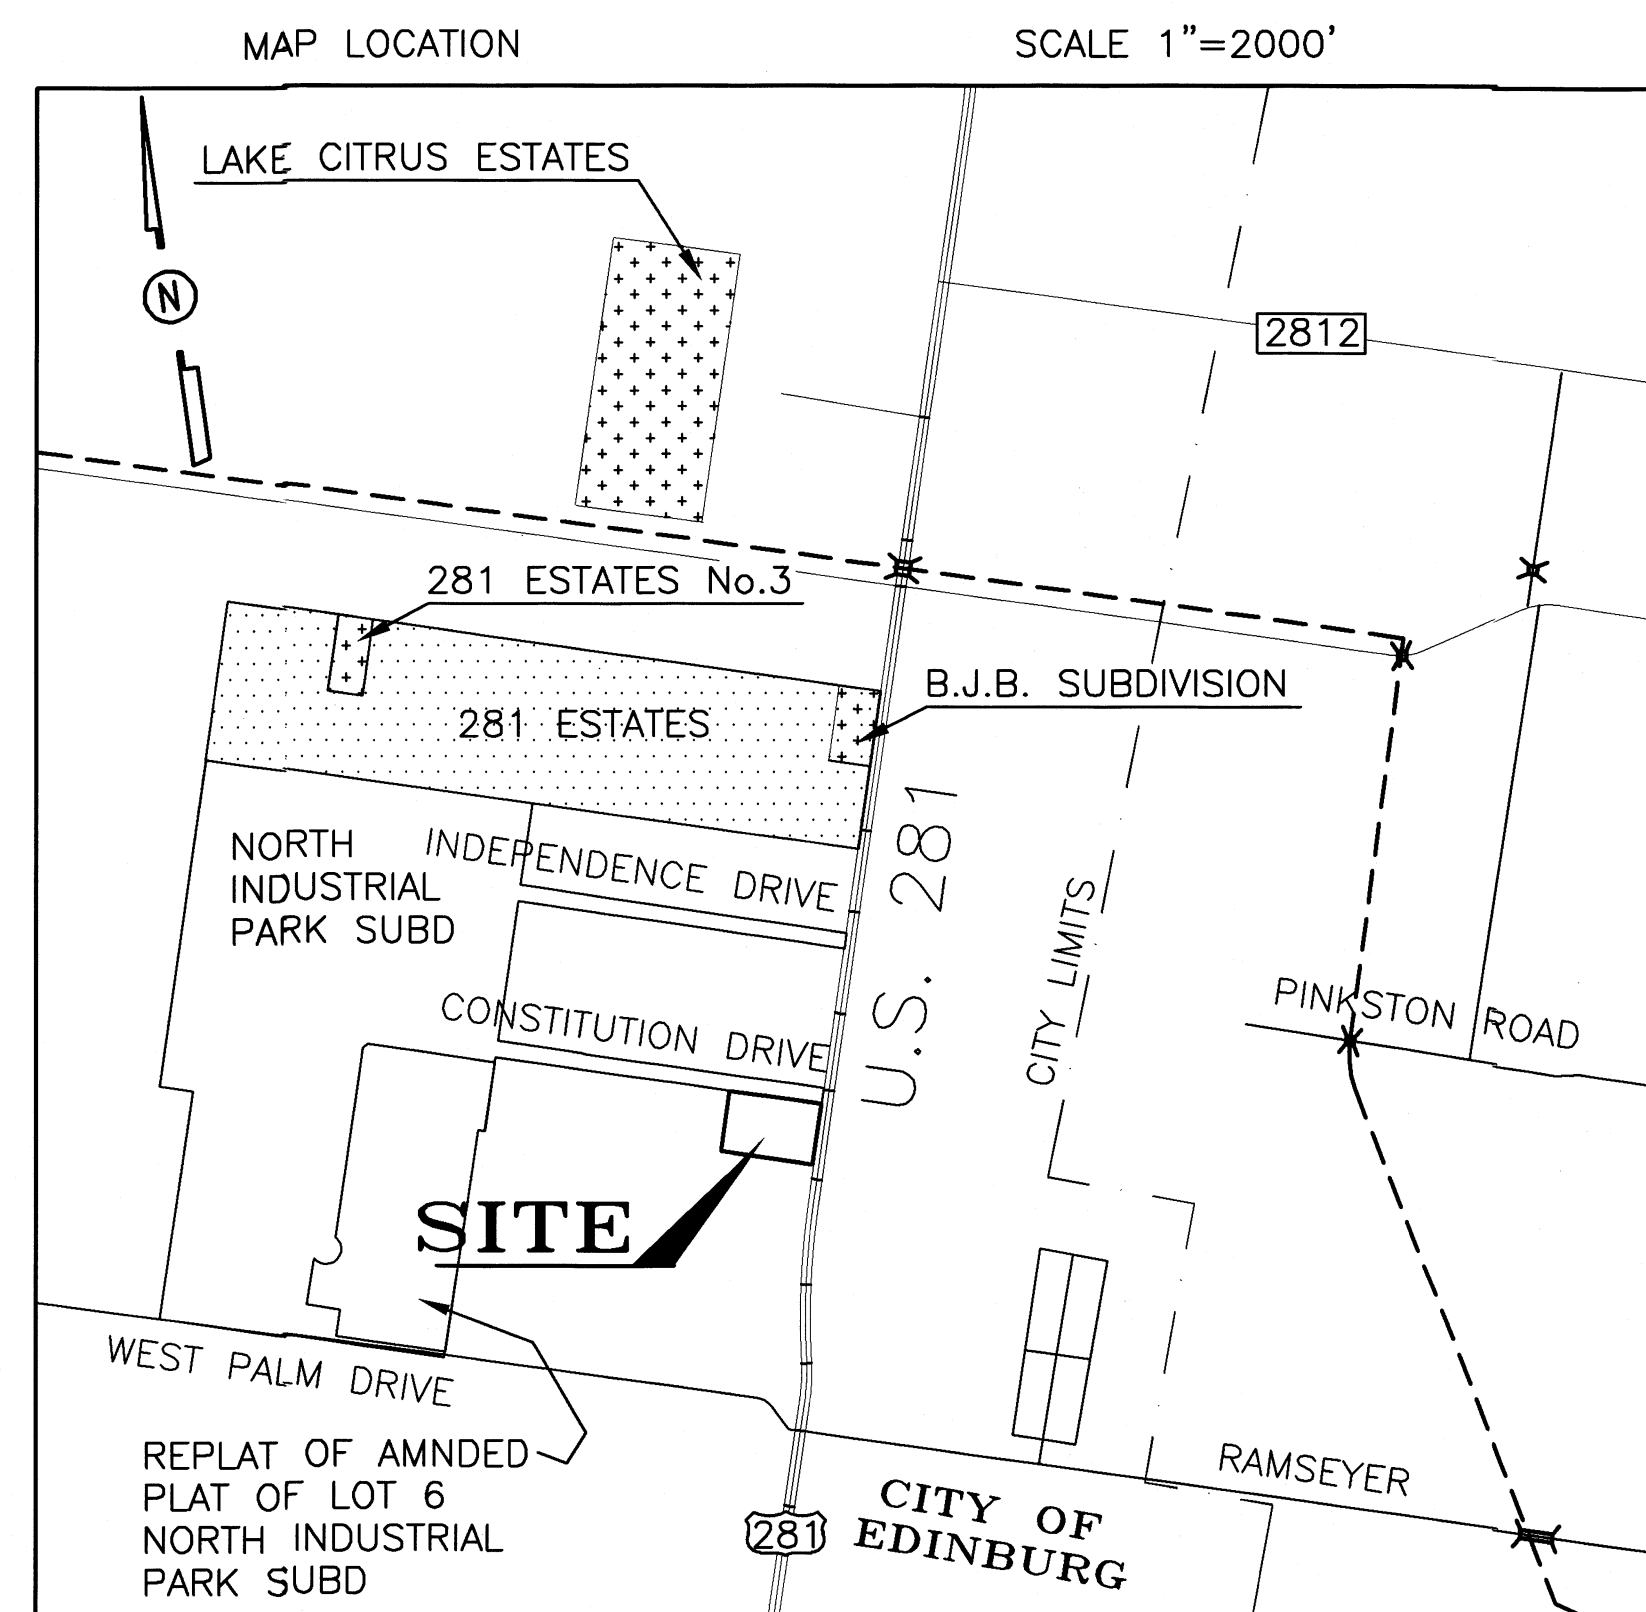 MAP LOCATION
SCALE 1"=2000'
LAKE CITRUS ESTATES
N
2812
281 ESTATES No.3
B.J.B. SUBDIVISION
281 ESTATES
NORTH
INDUSTRIAL
PARK SUBD
INDEPENDENCE DRIVE
U.S. 281
CITY LIMITS
CONSTITUTION DRIVE
PINKSTON ROAD
SITE
WEST PALM DRIVE
REPLAT OF AMNDED
PLAT OF LOT 6
NORTH INDUSTRIAL
PARK SUBD
RAMSEYER
281
CITY OF
EDINBURG